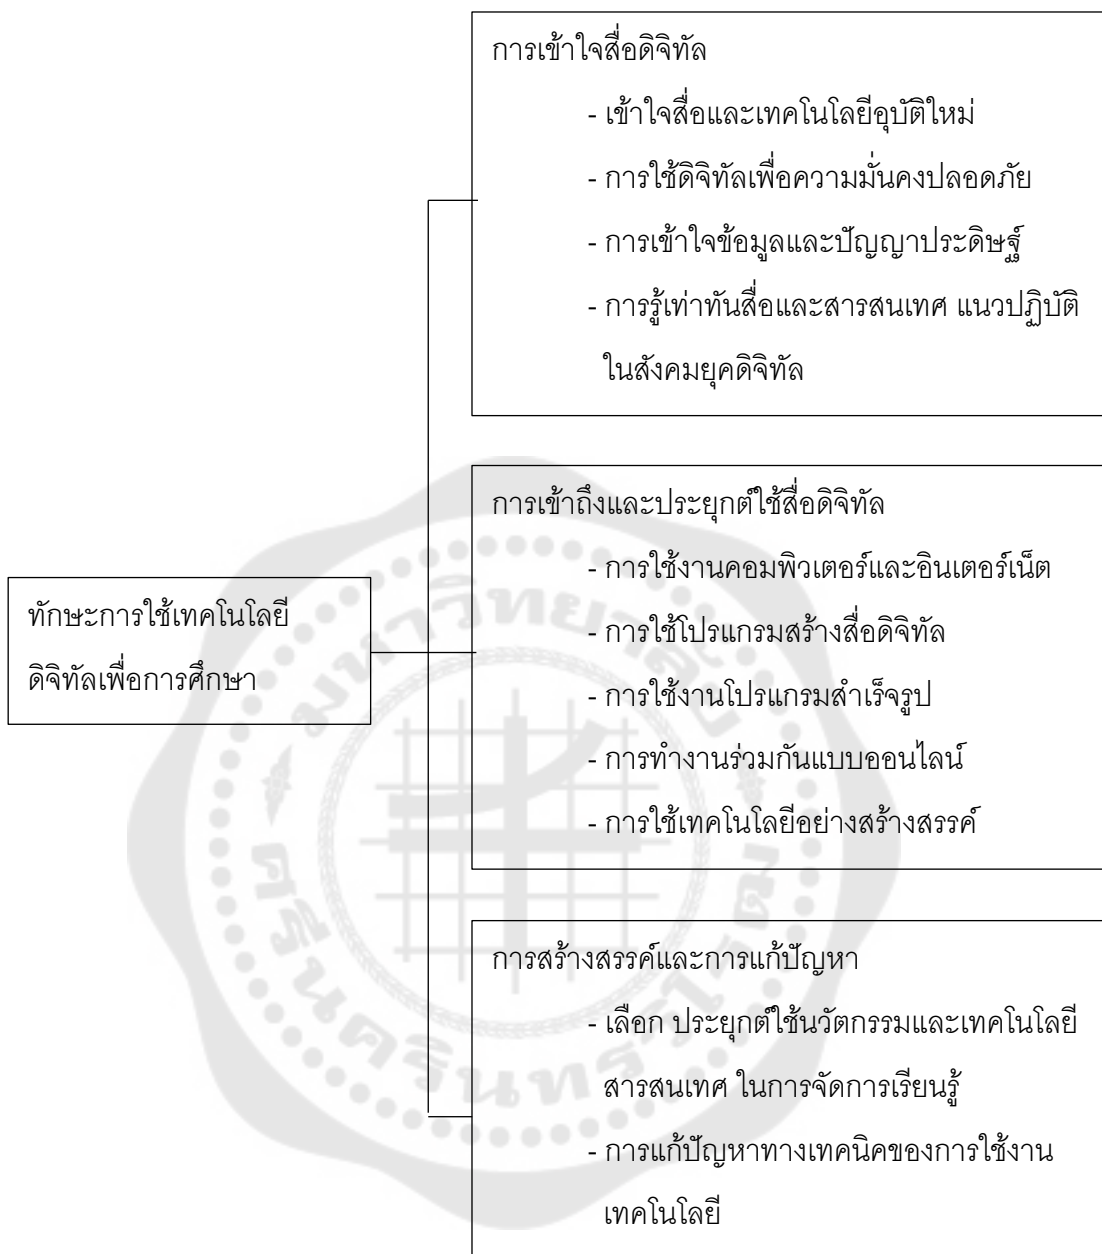 การเข้าใจสื่อดิจิทัล
- เข้าใจสื่อและเทคโนโลยีอุบัติใหม่
- การใช้ดิจิทัลเพื่อความมั่นคงปลอดภัย
- การเข้าใจข้อมูลและปัญญาประดิษฐ์
- การรู้เท่าทันสื่อและสารสนเทศ แนวปฏิบัติ
ในสังคมยุคดิจิทัล
ทักษะการใช้เทคโนโลยี
ดิจิทัลเพื่อการศึกษา
การเข้าถึงและประยุกต์ใช้สื่อดิจิทัล
- การใช้งานคอมพิวเตอร์และอินเตอร์เน็ต
- การใช้โปรแกรมสร้างสื่อดิจิทัล
- การใช้งานโปรแกรมสำเร็จรูป
- การทำงานร่วมกันแบบออนไลน์
- การใช้เทคโนโลยีอย่างสร้างสรรค์
การสร้างสรรค์และการแก้ปัญหา
- เลือก ประยุกต์ใช้นวัตกรรมและเทคโนโลยี
สารสนเทศ ในการจัดการเรียนรู้
- การแก้ปัญหาทางเทคนิคของการใช้งาน
เทคโนโลยี
มหาวิทยาลัย
ศรีนครินทรวิโรฒ